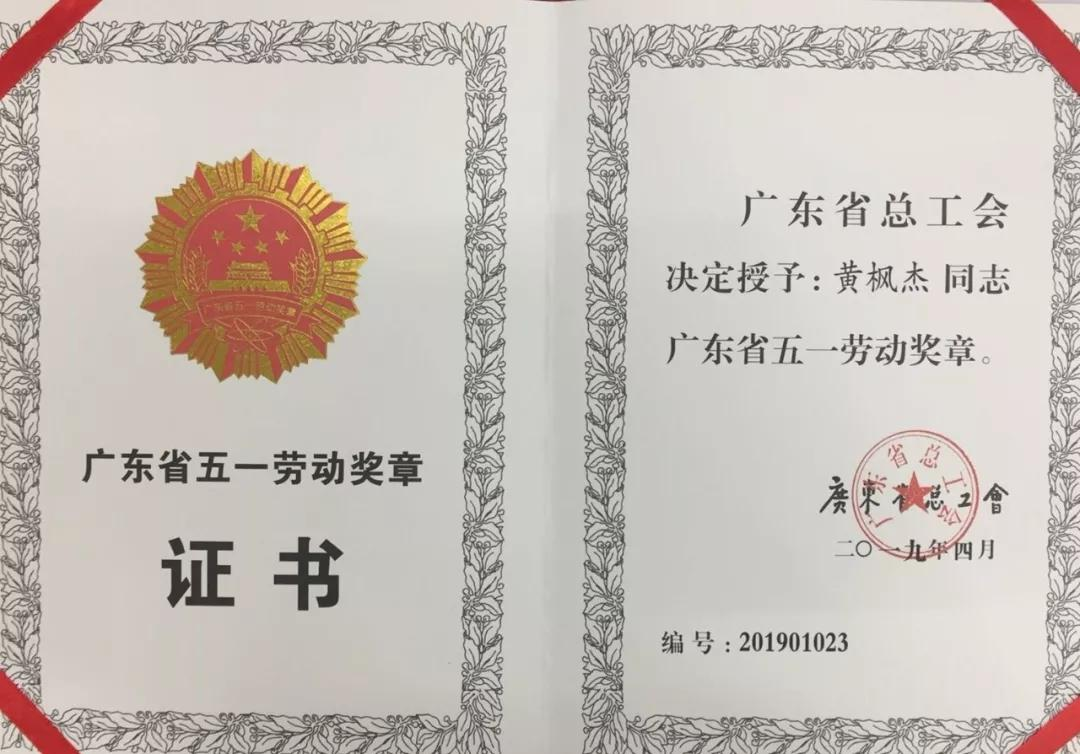 广东省五一劳动奖章
广东省五一劳动奖章
证书
广东省总工会
决定授予：黄枫杰 同志
广东省五一劳动奖章。
广东省总工会
廣東省总工會
二〇一九年四月
编号：201901023